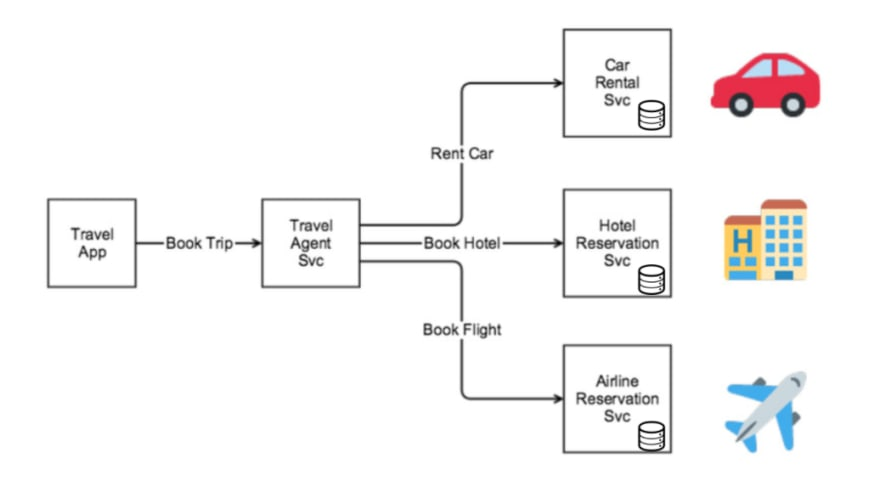 Car
Rental
Svc
Rent Car
Travel
App
Book Trip
Travel
Agent
Svc
Book Hotel
Hotel
Reservation
Svc
H
Book Flight
Airline
Reservation
Svc